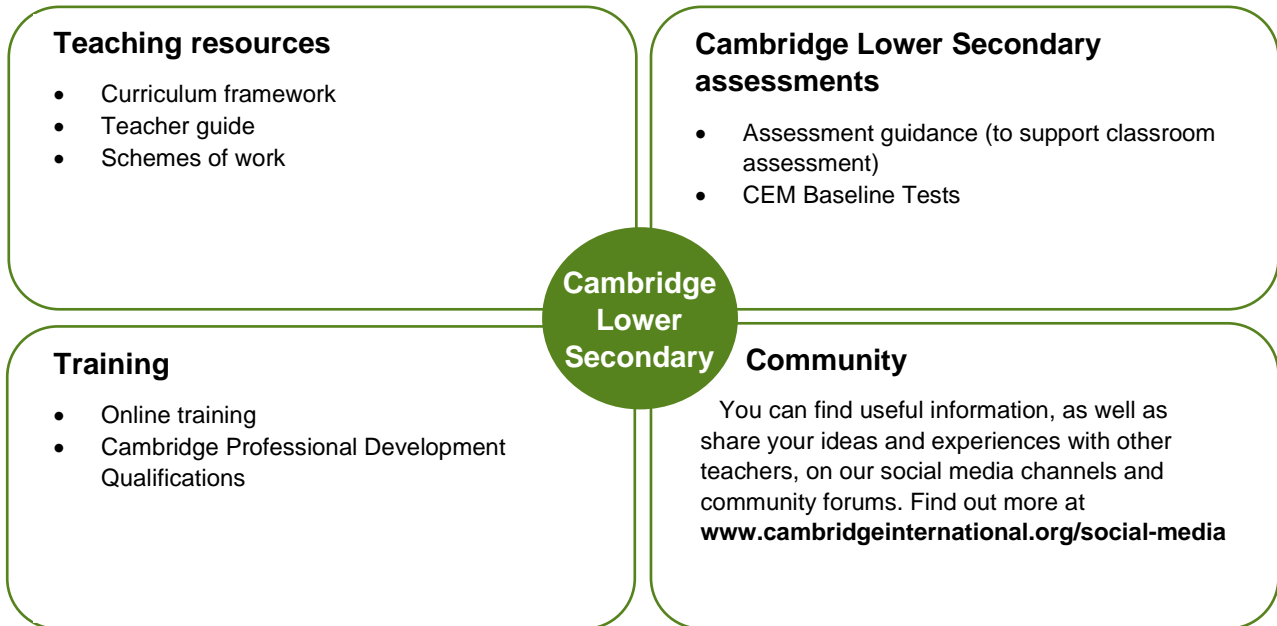 Teaching resources
• Curriculum framework
• Teacher guide
• Schemes of work
Cambridge Lower Secondary
assessments
• Assessment guidance (to support classroom
assessment)
• CEM Baseline Tests
Cambridge
Lower
Secondary
Training
• Online training
• Cambridge Professional Development
Qualifications
Community
You can find useful information, as well as
share your ideas and experiences with other
teachers, on our social media channels and
community forums. Find out more at
www.cambridgeinternational.org/social-media